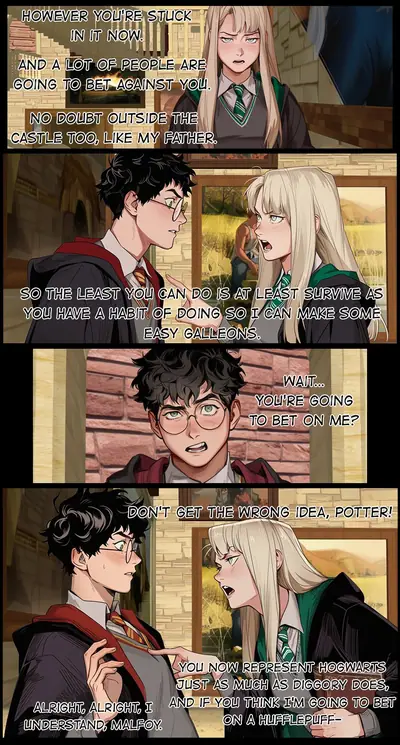 HOWEVER YOU'RE STUCK
IN IT NOW.
AND A LOT OF PEOPLE ARE
GOING TO BET AGAINST YOU.
NO DOUBT OUTSIDE THE
CASTLE TOO, LIKE MY FATHER.
SO THE LEAST YOU CAN DO IS AT LEAST SURVIVE AS
YOU HAVE A HABIT OF DOING SO I CAN MAKE SOME
EASY GALLEONS.
WAIT...
YOU'RE GOING
TO BET ON ME?
DON'T GET THE WRONG IDEA, POTTER!
YOU NOW REPRESENT HOGWARTS
JUST AS MUCH AS DIGGORY DOES,
AND IF YOU THINK I'M GOING TO BET
ON A HUFFLEPUFF-
ALRIGHT, ALRIGHT, I
UNDERSTAND, MALFOY.